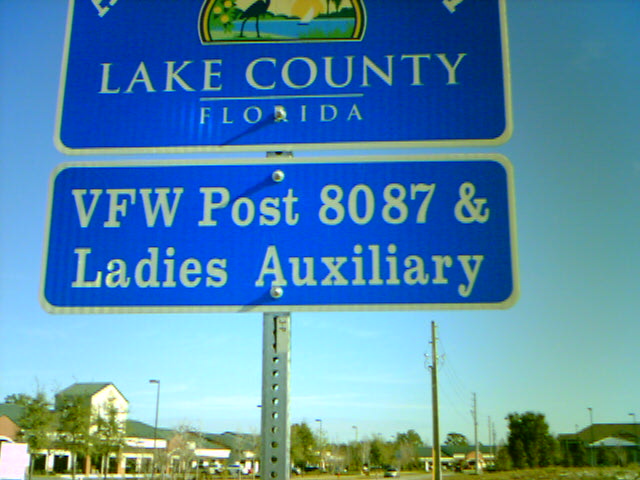 LAKE COUNTY
FLORIDA
VFW Post 8087 &
Ladies Auxiliary